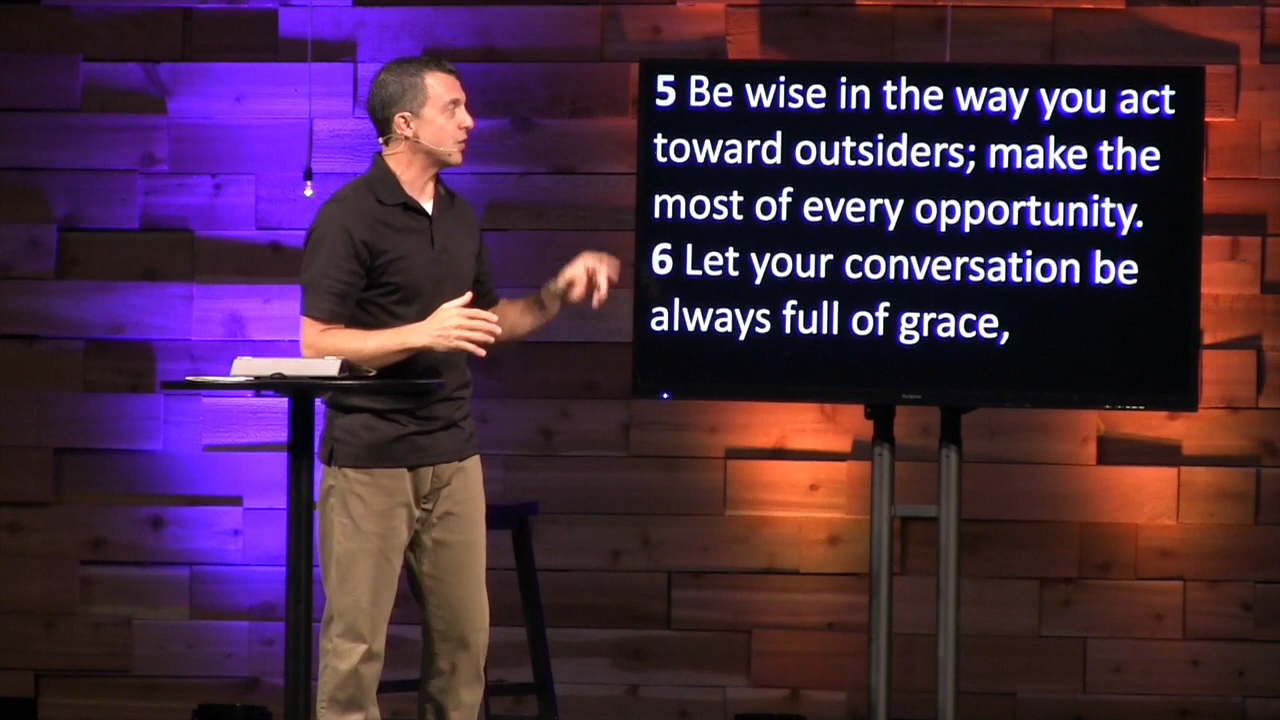 5 Be wise in the way you act
toward outsiders; make the
most of every opportunity.
6 Let your conversation be
always full of grace,